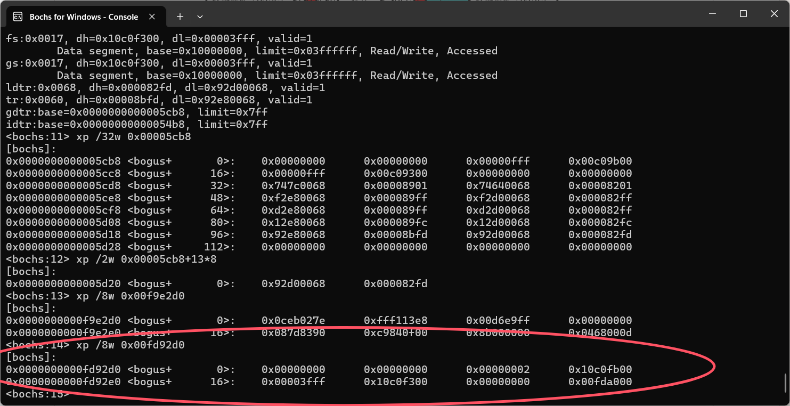 Bochs for Windows - Console
fs:0x0017, dh=0x10c0f300, dl=0x00003fff, valid=1
Data segment, base=0x10000000, limit=0x03ffffff, Read/Write, Accessed
gs:0x0017, dh=0x10c0f300, dl=0x00003fff, valid=1
Data segment, base=0x10000000, limit=0x03ffffff, Read/Write, Accessed
ldtr:0x0068, dh=0x000082fd, dl=0x92d00068, valid=1
tr:0x0060, dh=0x00008bfd, dl=0x92e80068, valid=1
gdtr:base=0x0000000000005cb8, limit=0x7ff
idtr:base=0x00000000000054b8, limit=0x7ff
<bochs:11> xp /32w 0x00005cb8
[bochs]:
0x0000000000005cb8 <bogus+ 0>: 0x00000000 0x00000000 0x00000fff 0x00c09b00
0x0000000000005cc8 <bogus+ 16>: 0x00000fff 0x00c09300 0x00000000 0x00000000
0x0000000000005cd8 <bogus+ 32>: 0x747c0068 0x00008901 0x74640068 0x00008201
0x0000000000005ce8 <bogus+ 48>: 0xf2e80068 0x000089ff 0xf2d00068 0x000082ff
0x0000000000005cf8 <bogus+ 64>: 0xd2e80068 0x000089ff 0xd2d00068 0x000082ff
0x0000000000005d08 <bogus+ 80>: 0x12e80068 0x000089fc 0x12d00068 0x000082fc
0x0000000000005d18 <bogus+ 96>: 0x92e80068 0x00008bfd 0x92d00068 0x000082fd
0x0000000000005d28 <bogus+ 112>: 0x00000000 0x00000000 0x00000000 0x00000000
<bochs:12> xp /2w 0x00005cb8+13*8
[bochs]:
0x0000000000005d20 <bogus+ 0>: 0x92d00068 0x000082fd
<bochs:13> xp /8w 0x00f9e2d0
[bochs]:
0x0000000000f9e2d0 <bogus+ 0>: 0x0ceb027e 0xfff113e8 0x00d6e9ff 0x00000000
0x0000000000f9e2e0 <bogus+ 16>: 0x087d8390 0xc9840f00 0x8b000000 0x0468000d
<bochs:14> xp /8w 0x00fd92d0
[bochs]:
0x0000000000fd92d0 <bogus+ 0>: 0x00000000 0x00000000 0x00000002 0x10c0fb00
0x0000000000fd92e0 <bogus+ 16>: 0x00003fff 0x10c0f300 0x00000000 0x00fda000
<bochs:15>